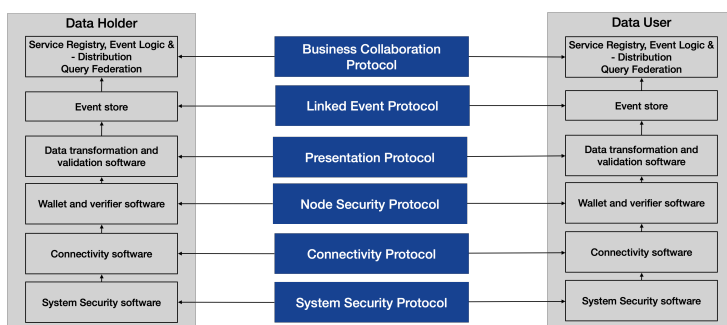 Data Holder
Service Registry, Event Logic &
- Distribution
Query Federation
Event store
Data transformation and
validation software
Wallet and verifier software
Connectivity software
System Security software
Business Collaboration
Protocol
Linked Event Protocol
Presentation Protocol
Node Security Protocol
Connectivity Protocol
System Security Protocol
Data User
Service Registry, Event Logic &
- Distribution
Query Federation
Event store
Data transformation and
validation software
Wallet and verifier software
Connectivity software
System Security software